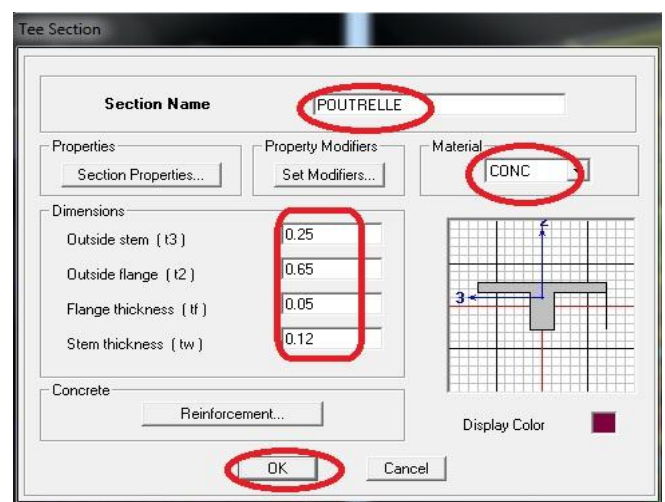 Tee Section
Section Name POUTRELLE
Properties Property Modifiers Material
Section Properties... Set Modifiers... CONC
Dimensions
Outside stem ( t3 ) 0.25
Outside flange ( t2 ) 0.65
Flange thickness ( tf ) 0.05
Stem thickness ( tw ) 0.12
2
3
Concrete
Reinforcement...
Display Color
OK Cancel